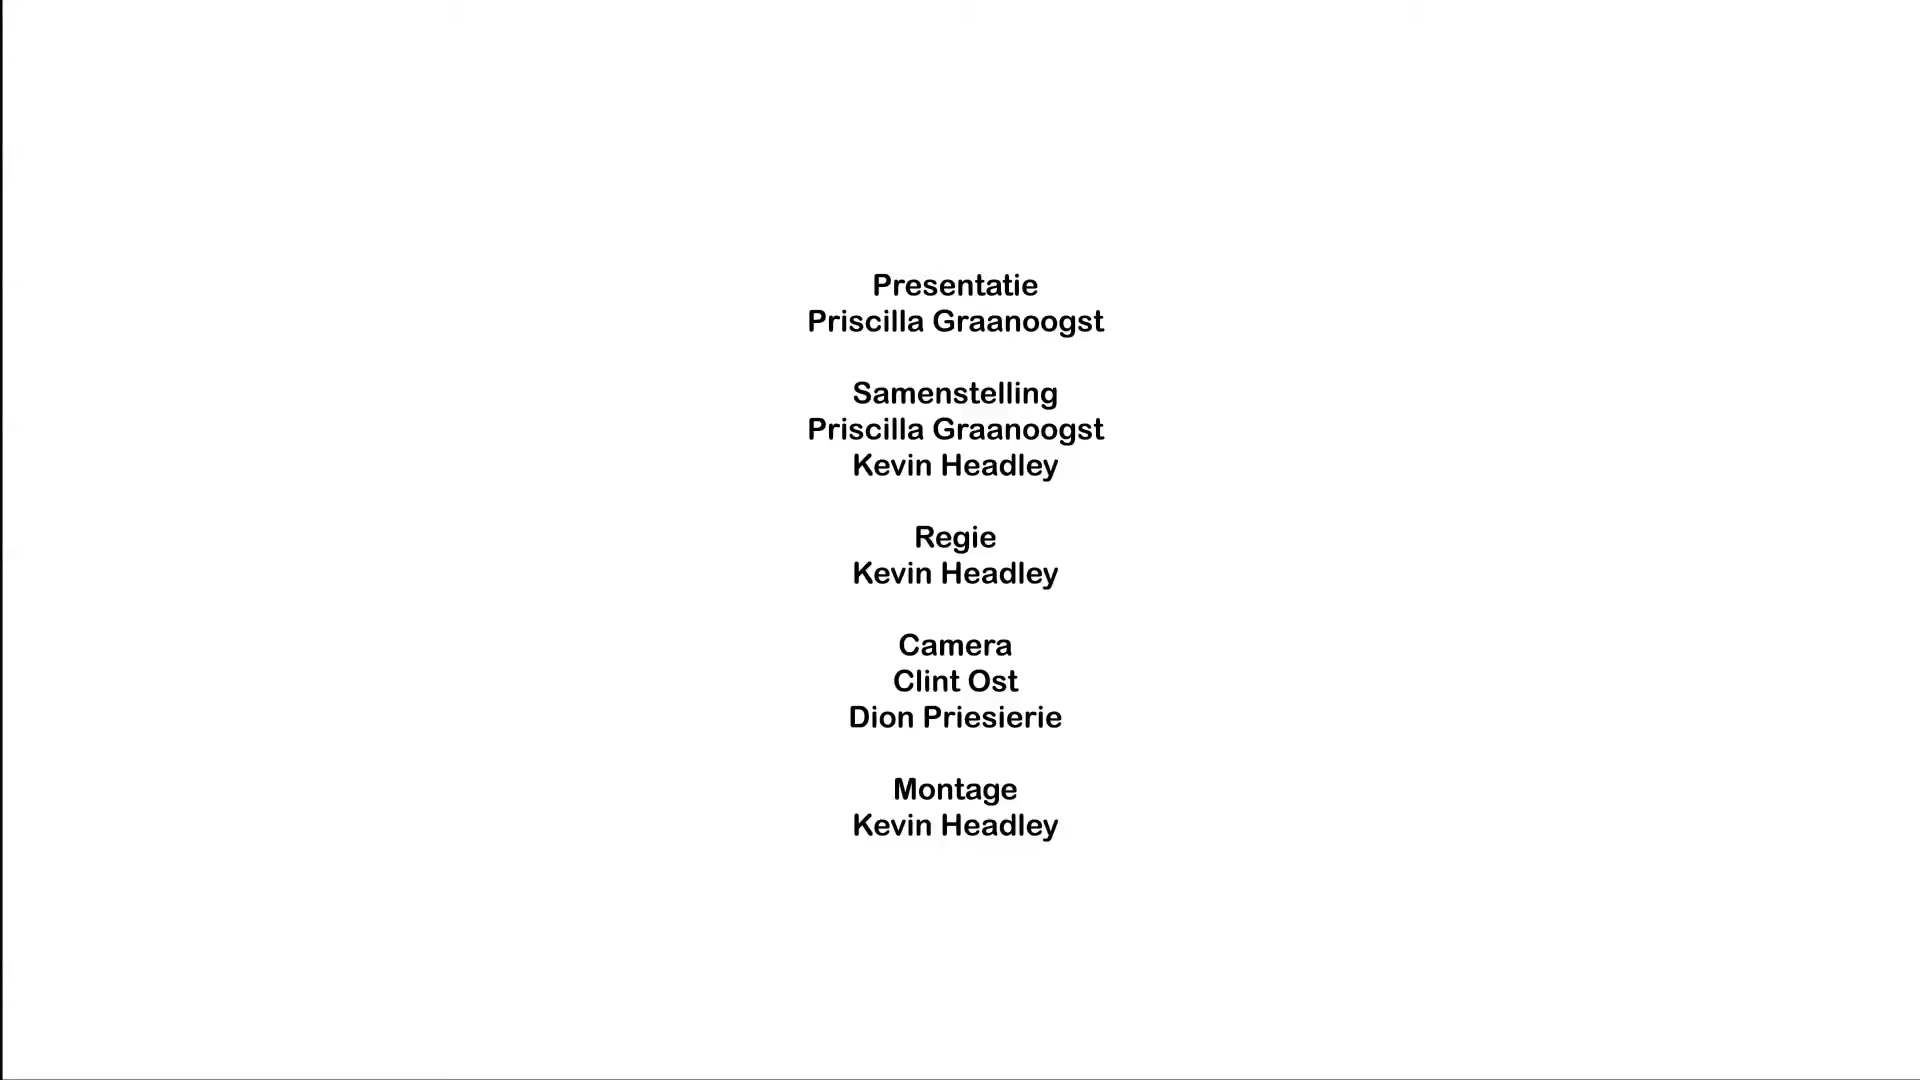 Presentatie
Priscilla Graanoogst
Samenstelling
Priscilla Graanoogst
Kevin Headley
Regie
Kevin Headley
Camera
Clint Ost
Dion Priesierie
Montage
Kevin Headley